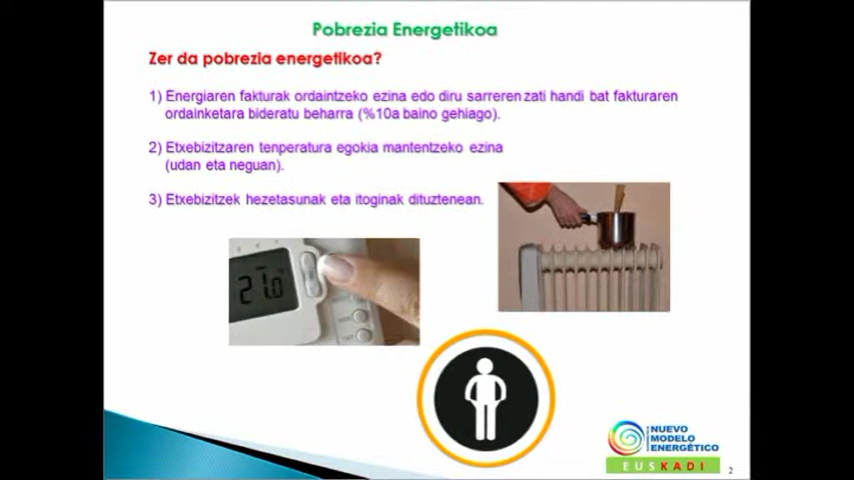 Pobrezia Energetikoa
Zer da pobrezia energetikoa?
1) Energiaren fakturak ordaintzeko ezina edo diru sarreren zati handi bat fakturaren
ordainketara bideratu beharra (%10a baino gehiago).
2) Etxebizitzaren tenperatura egokia mantentzeko ezina
(udan eta neguan).
3) Etxebizitzek hezetasunak eta itoginak dituztenean.
21.0
NUEVO
MODELO
ENERGÉTICO
EUSKADI
2